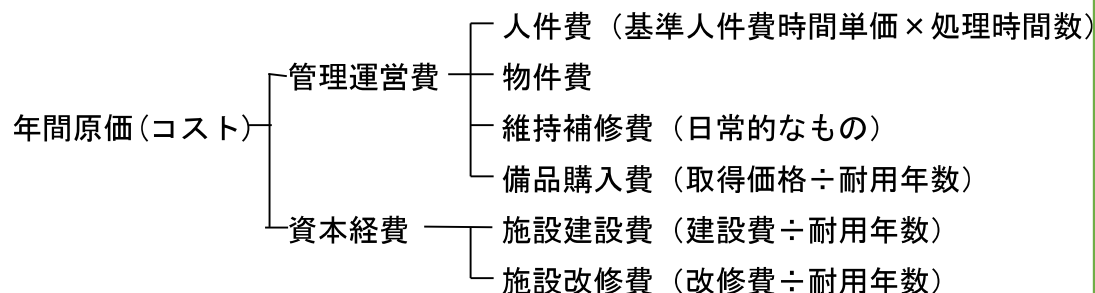 人件費（基準人件費時間単価×処理時間数）
管理運営費
物件費
年間原価(コスト)
維持補修費（日常的なもの）
備品購入費（取得価格÷耐用年数）
資本経費
施設建設費（建設費÷耐用年数）
施設改修費（改修費÷耐用年数）